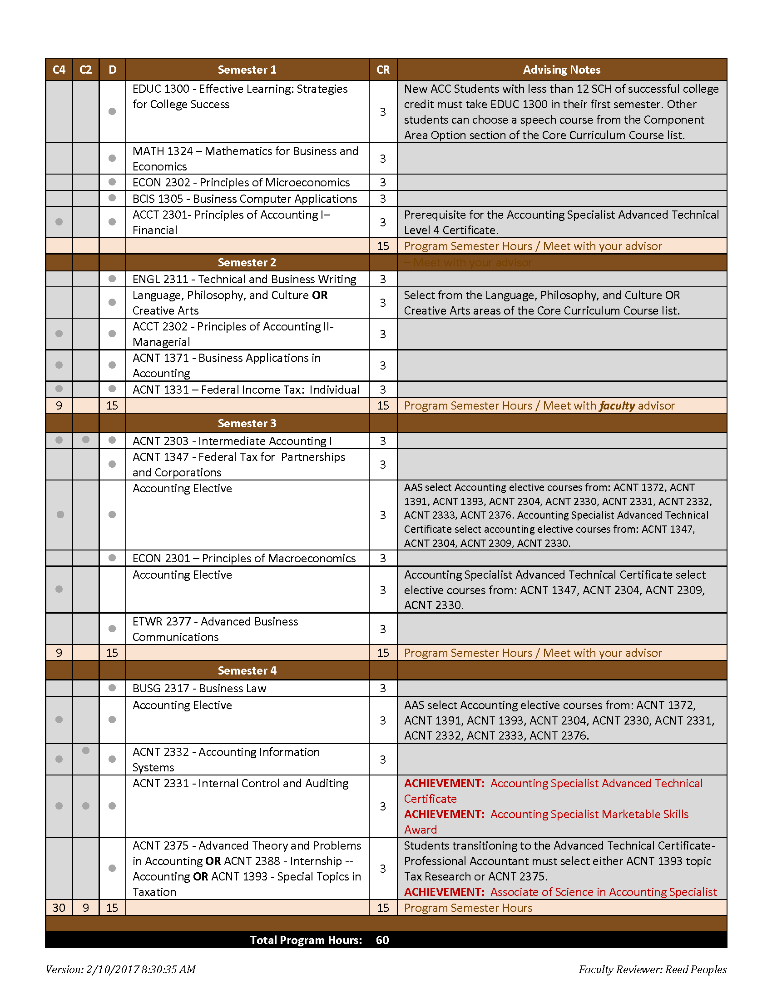 C4 C2 D Semester 1 CR Advising Notes
EDUC 1300 - Effective Learning: Strategies
for College Success
3
New ACC Students with less than 12 SCH of successful college
credit must take EDUC 1300 in their first semester. Other
students can choose a speech course from the Component
Area Option section of the Core Curriculum Course list.
MATH 1324 – Mathematics for Business and
Economics
3
ECON 2302 - Principles of Microeconomics 3
BCIS 1305 - Business Computer Applications 3
ACCT 2301- Principles of Accounting I–
Financial
3
Prerequisite for the Accounting Specialist Advanced Technical
Level 4 Certificate.
15 Program Semester Hours / Meet with your advisor
Semester 2 – Meet with your advisor
ENGL 2311 - Technical and Business Writing 3
Language, Philosophy, and Culture OR
Creative Arts
3
Select from the Language, Philosophy, and Culture OR
Creative Arts areas of the Core Curriculum Course list.
ACCT 2302 - Principles of Accounting II-
Managerial
3
ACNT 1371 - Business Applications in
Accounting
3
ACNT 1331 – Federal Income Tax: Individual 3
9 15 15 Program Semester Hours / Meet with faculty advisor
Semester 3
ACNT 2303 - Intermediate Accounting I 3
ACNT 1347 - Federal Tax for Partnerships
and Corporations
3
Accounting Elective
3
AAS select Accounting elective courses from: ACNT 1372, ACNT
1391, ACNT 1393, ACNT 2304, ACNT 2330, ACNT 2331, ACNT 2332,
ACNT 2333, ACNT 2376. Accounting Specialist Advanced Technical
Certificate select accounting elective courses from: ACNT 1347,
ACNT 2304, ACNT 2309, ACNT 2330.
ECON 2301 – Principles of Macroeconomics 3
Accounting Elective
3
Accounting Specialist Advanced Technical Certificate select
elective courses from: ACNT 1347, ACNT 2304, ACNT 2309,
ACNT 2330.
ETWR 2377 - Advanced Business
Communications
3
9 15 15 Program Semester Hours / Meet with your advisor
Semester 4
BUSG 2317 - Business Law 3
Accounting Elective
3
AAS select Accounting elective courses from: ACNT 1372,
ACNT 1391, ACNT 1393, ACNT 2304, ACNT 2330, ACNT 2331,
ACNT 2332, ACNT 2333, ACNT 2376.
ACNT 2332 - Accounting Information
Systems
3
ACNT 2331 - Internal Control and Auditing
3
ACHIEVEMENT: Accounting Specialist Advanced Technical
Certificate
ACHIEVEMENT: Accounting Specialist Marketable Skills
Award
ACNT 2375 - Advanced Theory and Problems
in Accounting OR ACNT 2388 - Internship --
Accounting OR ACNT 1393 - Special Topics in
Taxation
3
Students transitioning to the Advanced Technical Certificate-
Professional Accountant must select either ACNT 1393 topic
Tax Research or ACNT 2375.
ACHIEVEMENT: Associate of Science in Accounting Specialist
30 9 15 15 Program Semester Hours
Total Program Hours: 60
Version: 2/10/2017 8:30:35 AM
Faculty Reviewer: Reed Peoples